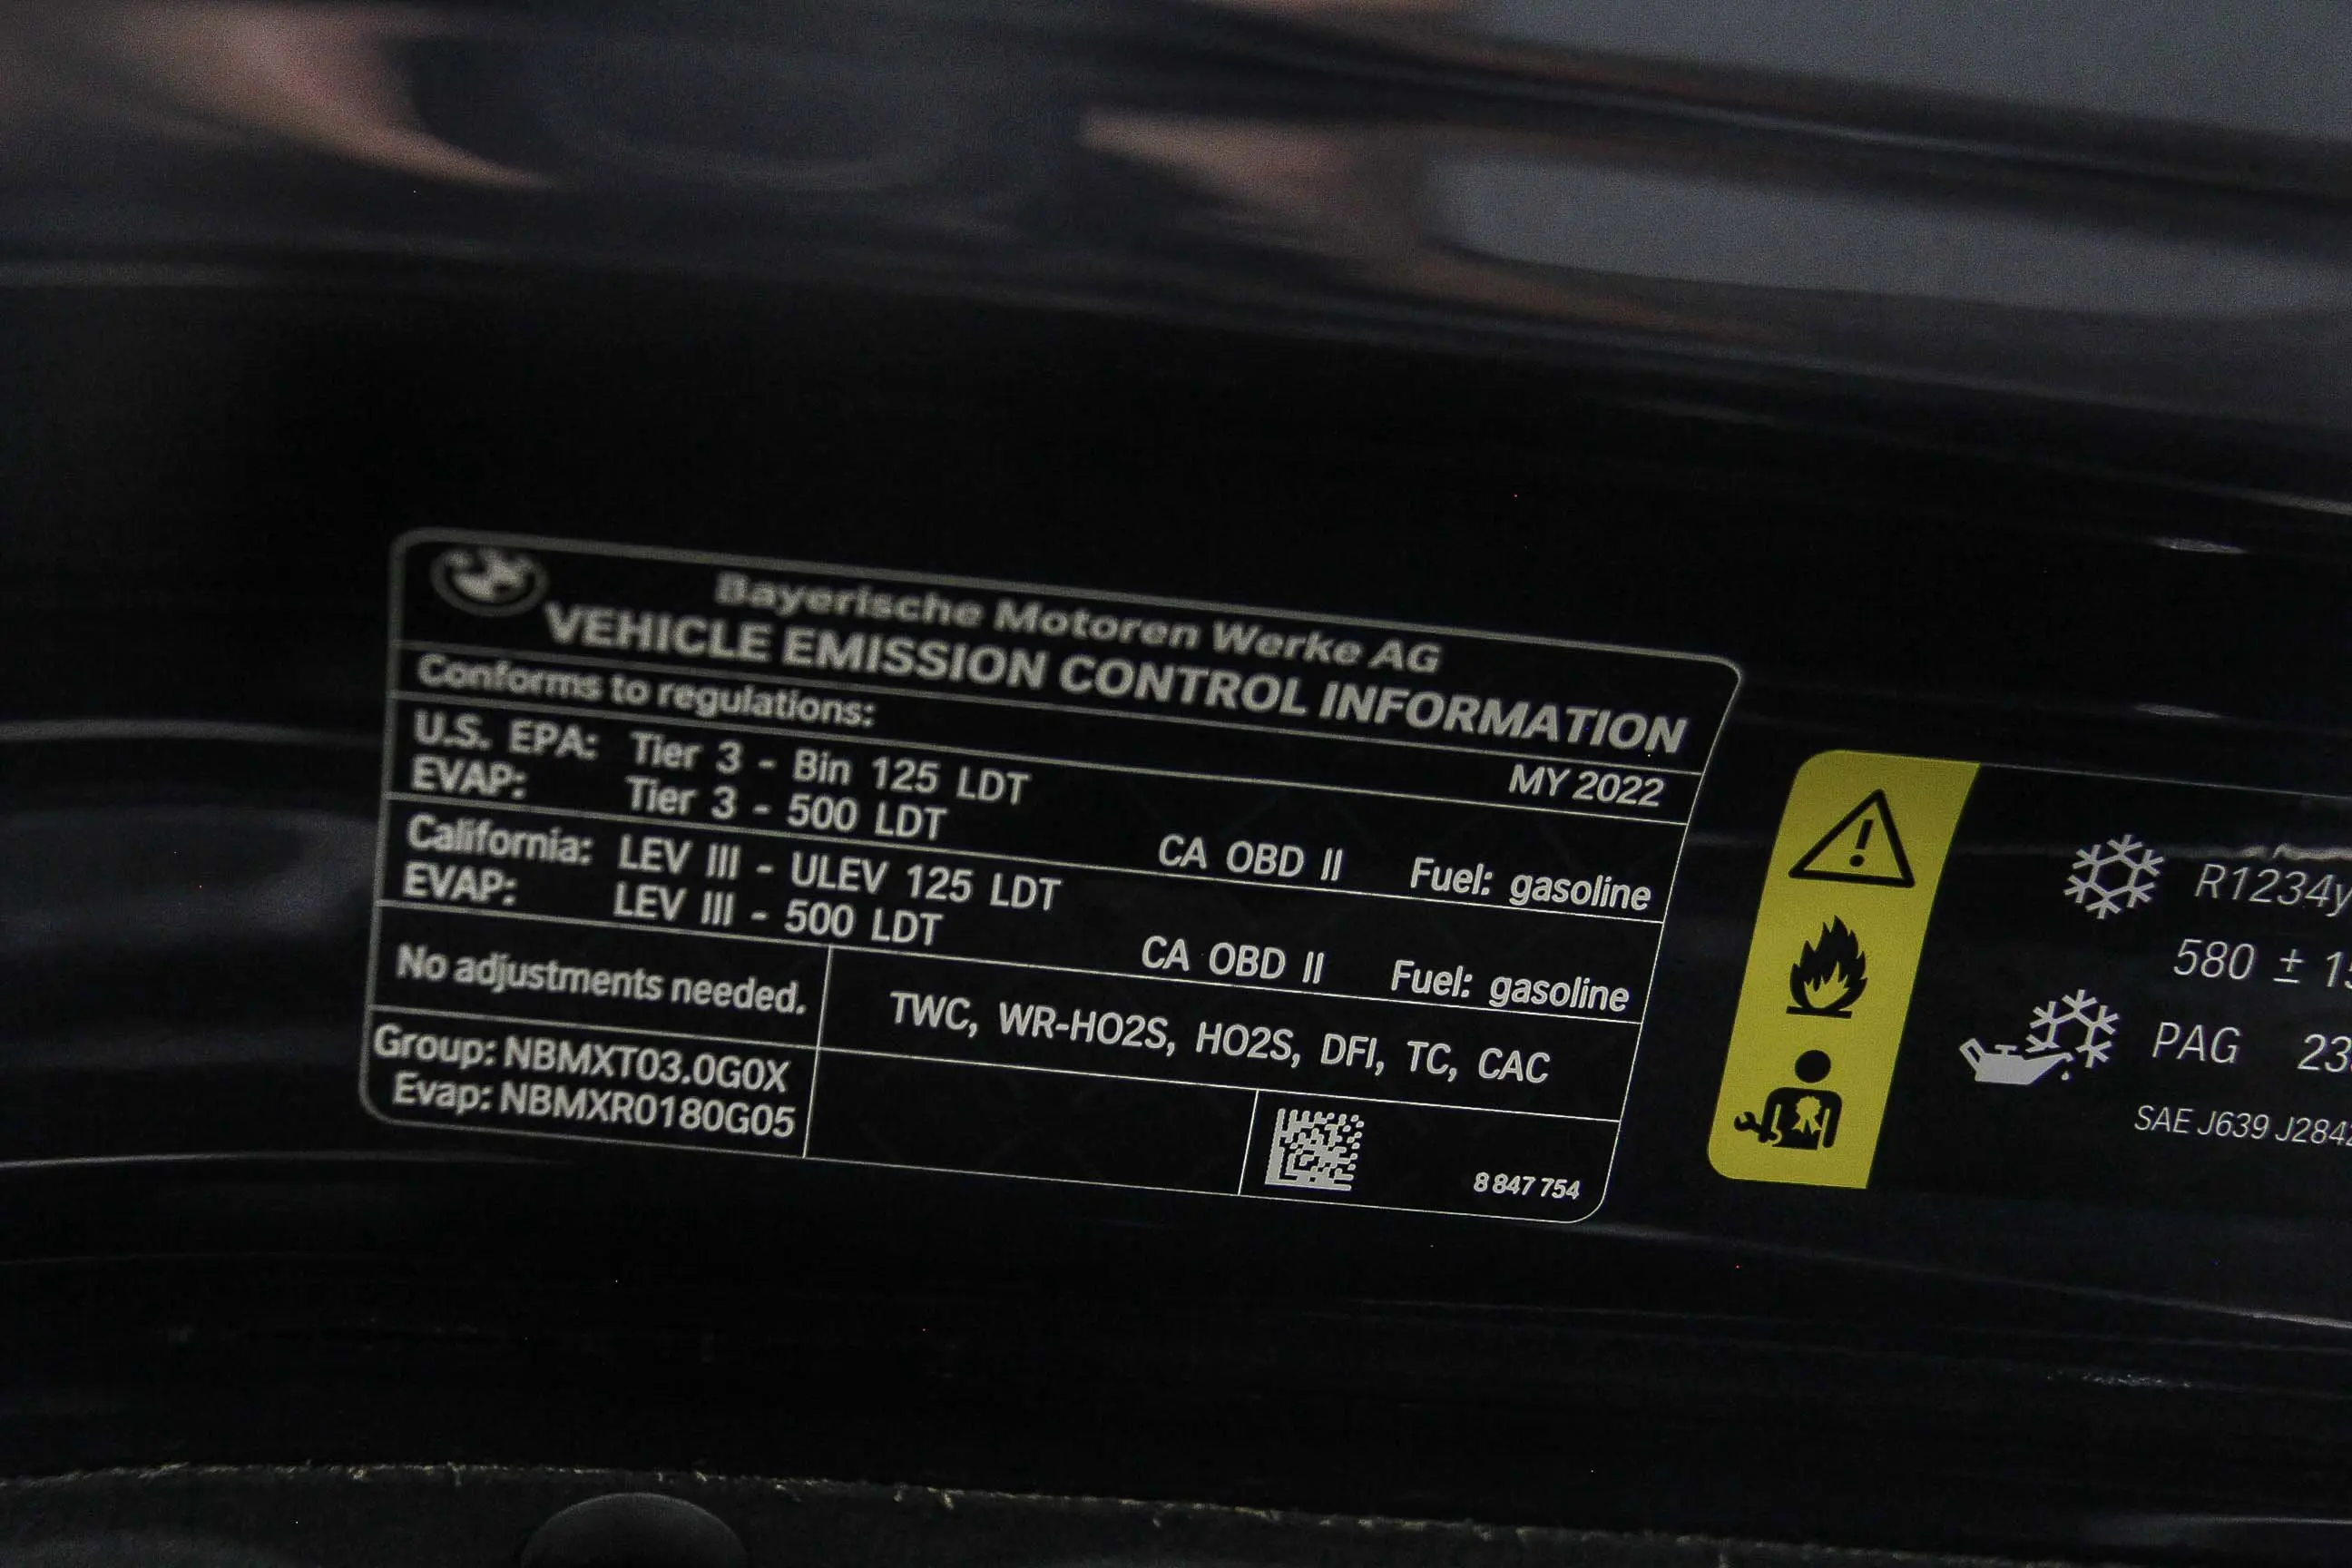 Bayerische Motoren Werke AG
VEHICLE EMISSION CONTROL INFORMATION
Conforms to regulations: MY 2022
U.S. EPA: Tier 3 - Bin 125 LDT
EVAP: Tier 3 - 500 LDT CA OBD II Fuel: gasoline
California: LEV III - ULEV 125 LDT
EVAP: LEV III - 500 LDT CA OBD II Fuel: gasoline
No adjustments needed. TWC, WR-HO2S, HO2S, DFI, TC, CAC
Group: NBMXT03.0G0X
Evap: NBMXR0180G05
8 847 754
R1234y
580 ±
PAG
SAE J639